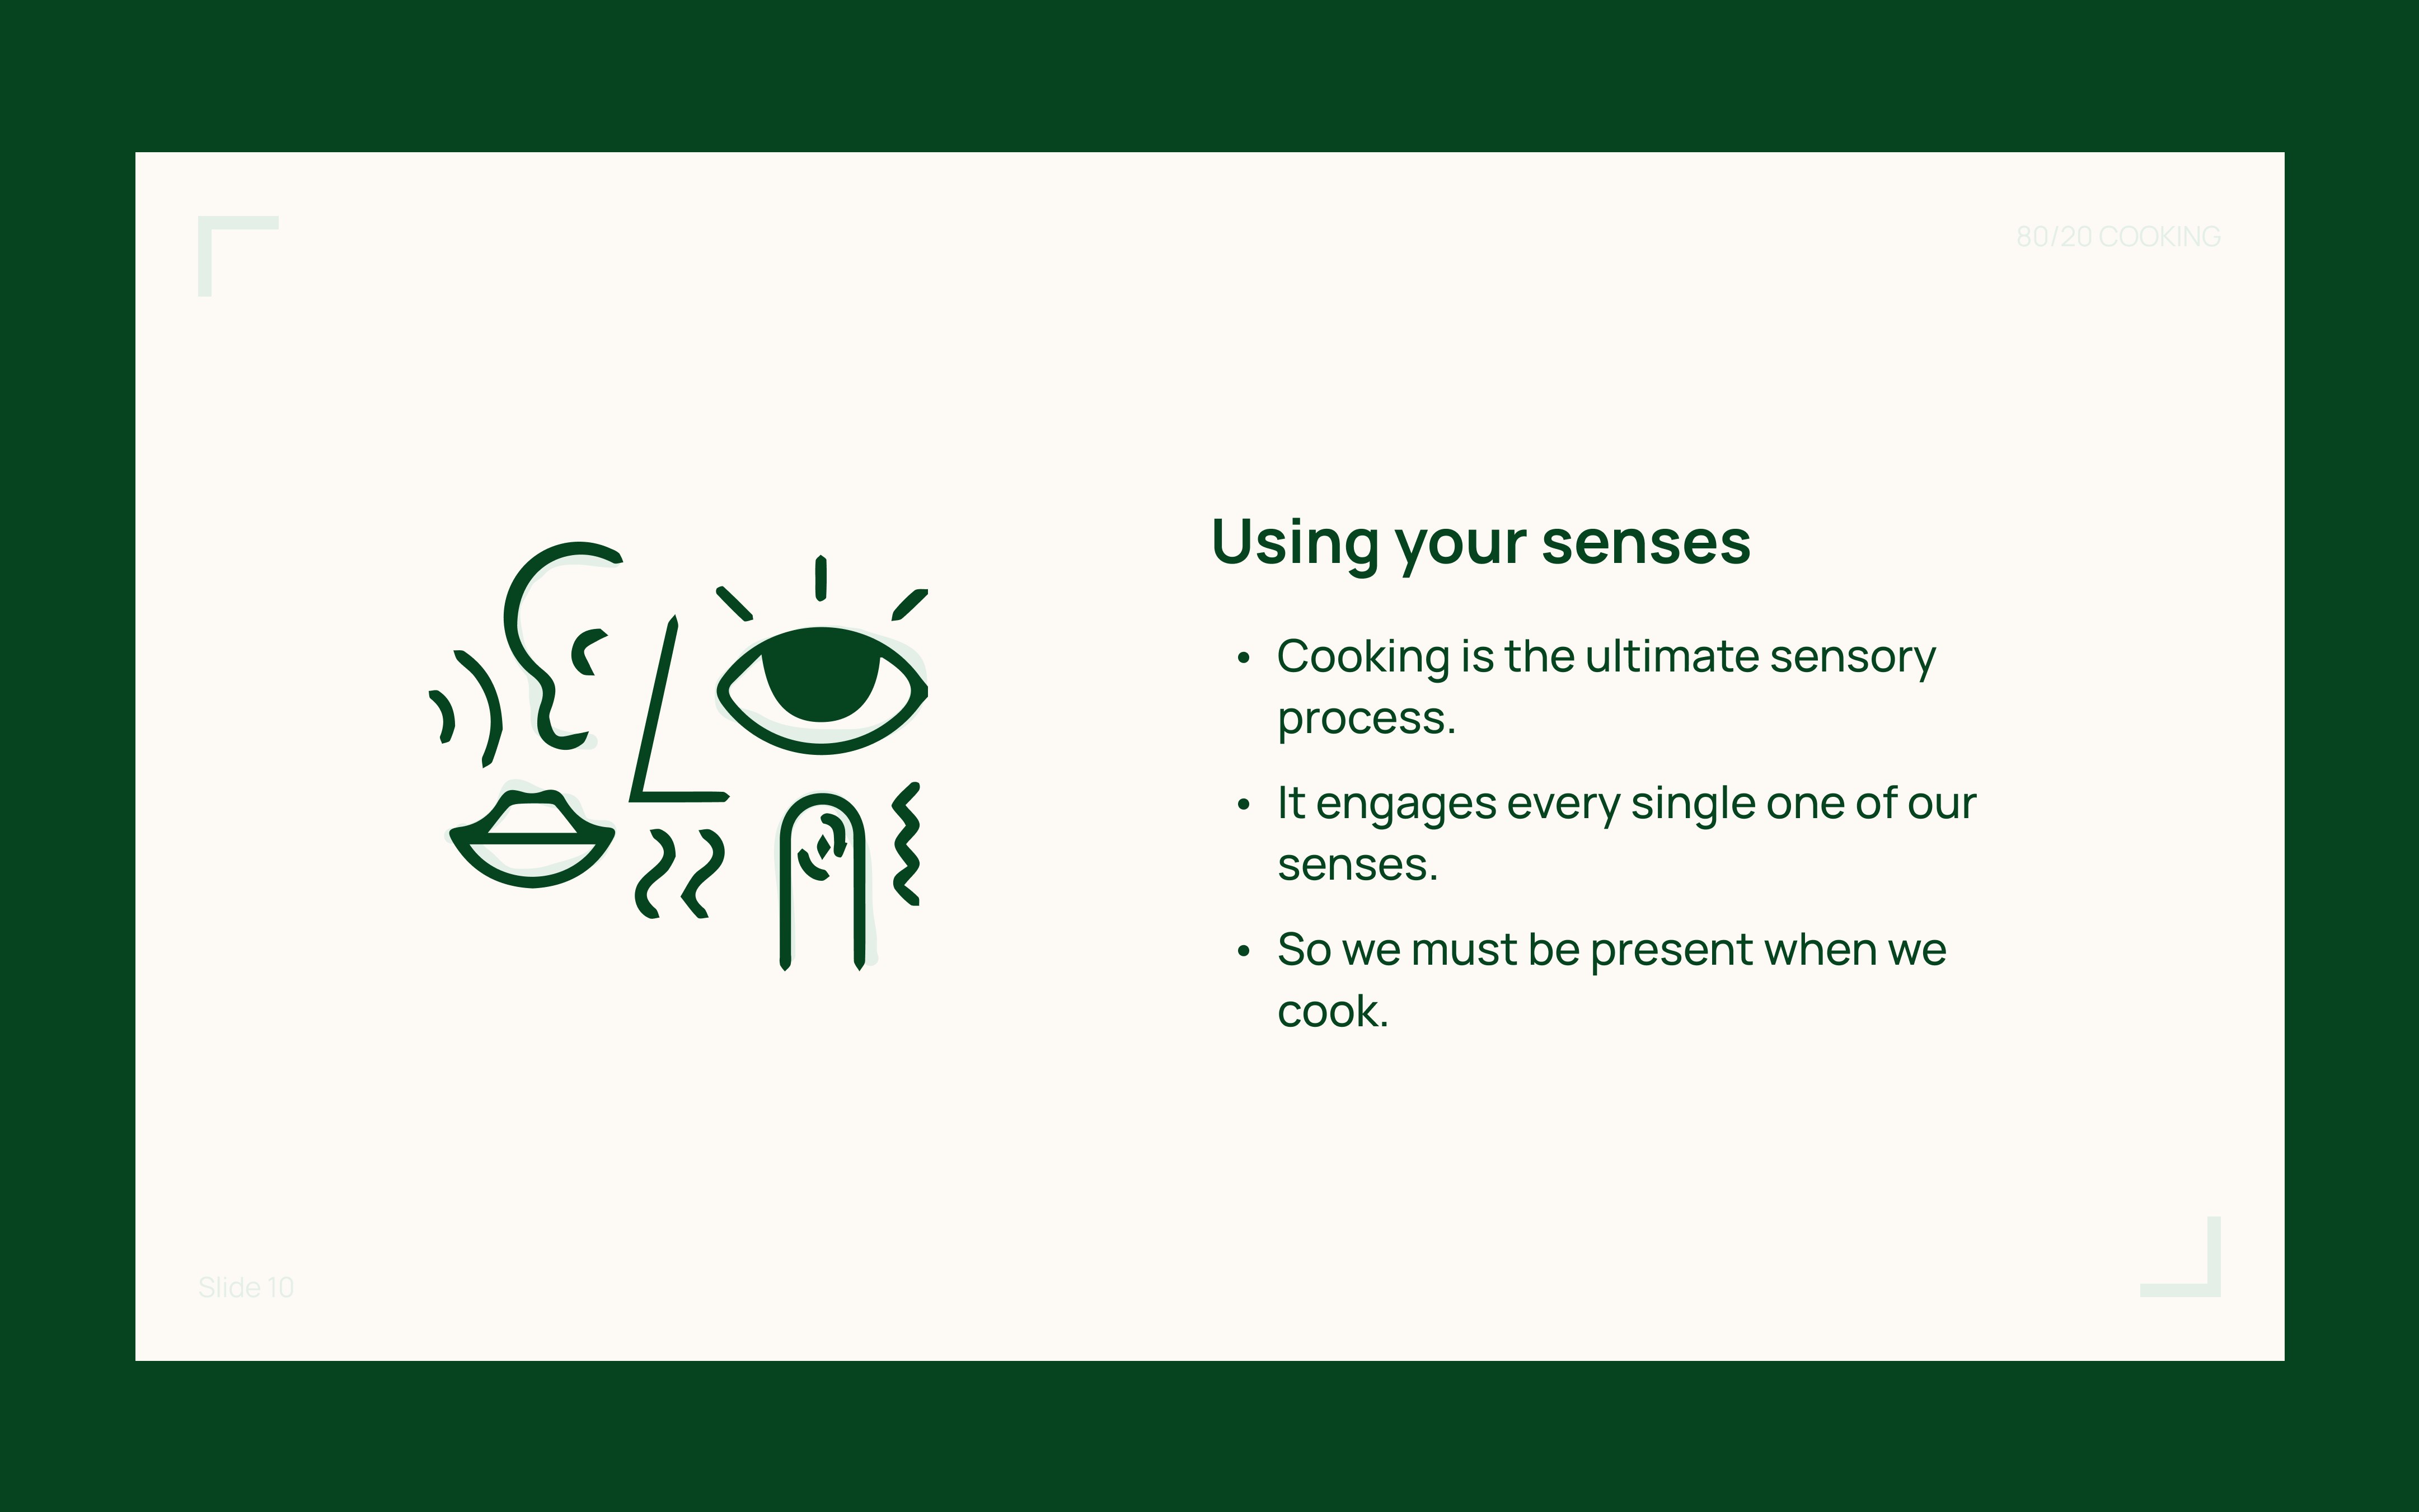 80/20 COOKING
Using your senses
• Cooking is the ultimate sensory
process.
• It engages every single one of our
senses.
• So we must be present when we
cook.
Slide 10